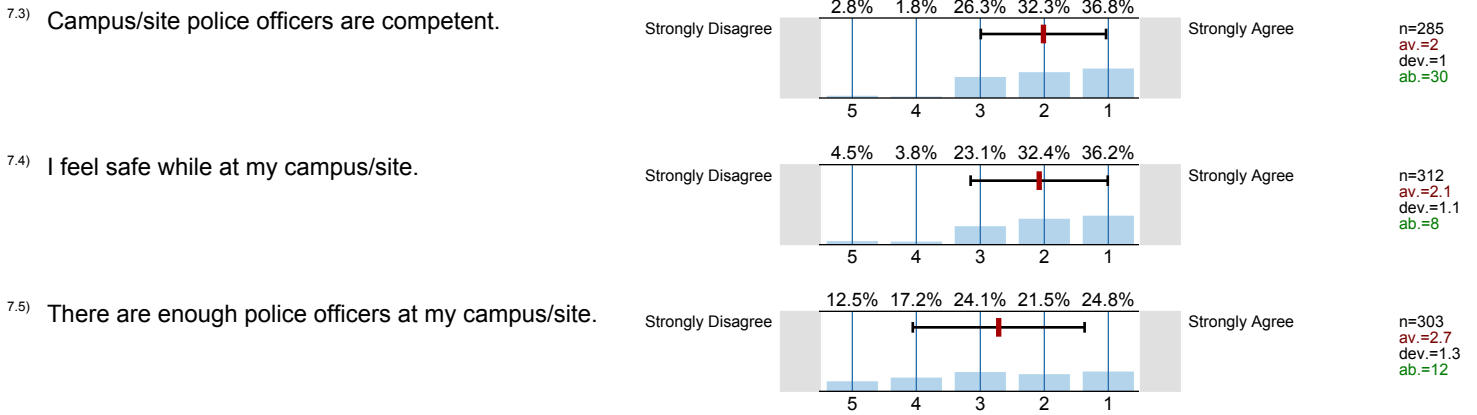 7.3) Campus/site police officers are competent.
2.8% 1.8% 26.3% 32.3% 36.8%
Strongly Disagree Strongly Agree
n=285
av.=2
dev.=1
ab.=30
5 4 3 2 1
7.4) I feel safe while at my campus/site.
4.5% 3.8% 23.1% 32.4% 36.2%
Strongly Disagree Strongly Agree
n=312
av.=2.1
dev.=1.1
ab.=8
5 4 3 2 1
7.5) There are enough police officers at my campus/site.
12.5% 17.2% 24.1% 21.5% 24.8%
Strongly Disagree Strongly Agree
n=303
av.=2.7
dev.=1.3
ab.=12
5 4 3 2 1